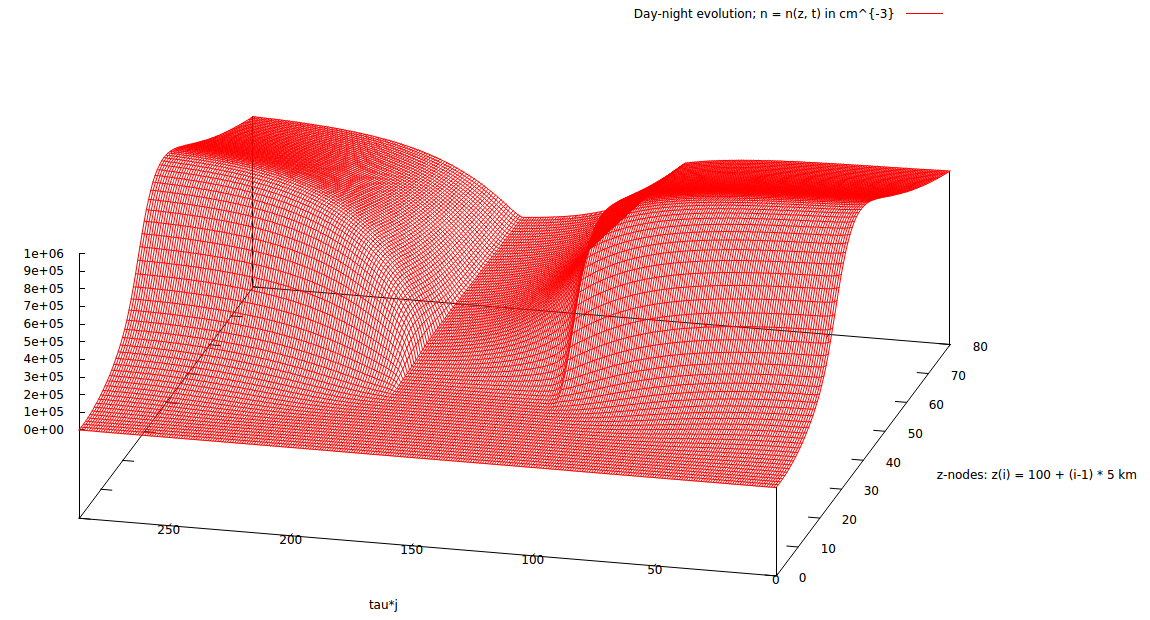 Day-night evolution; n = n(z, t) in cm^{-3}
1e+06
9e+05
8e+05
7e+05
6e+05
5e+05
4e+05
3e+05
2e+05
1e+05
0e+00
80
70
60
50
40
z-nodes: z(i) = 100 + (i-1) * 5 km
30
20
10
0
250
200
150
100
50
0
tau*j